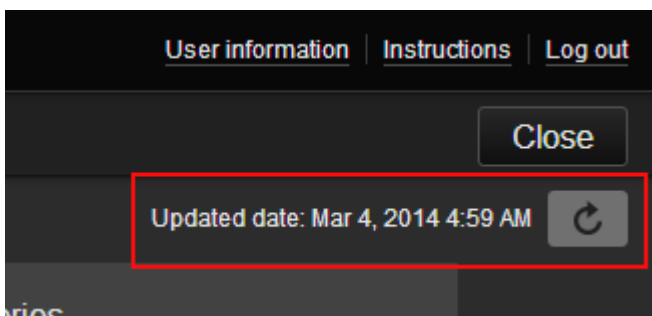 User information Instructions Log out
Close
Updated date: Mar 4, 2014 4:59 AM